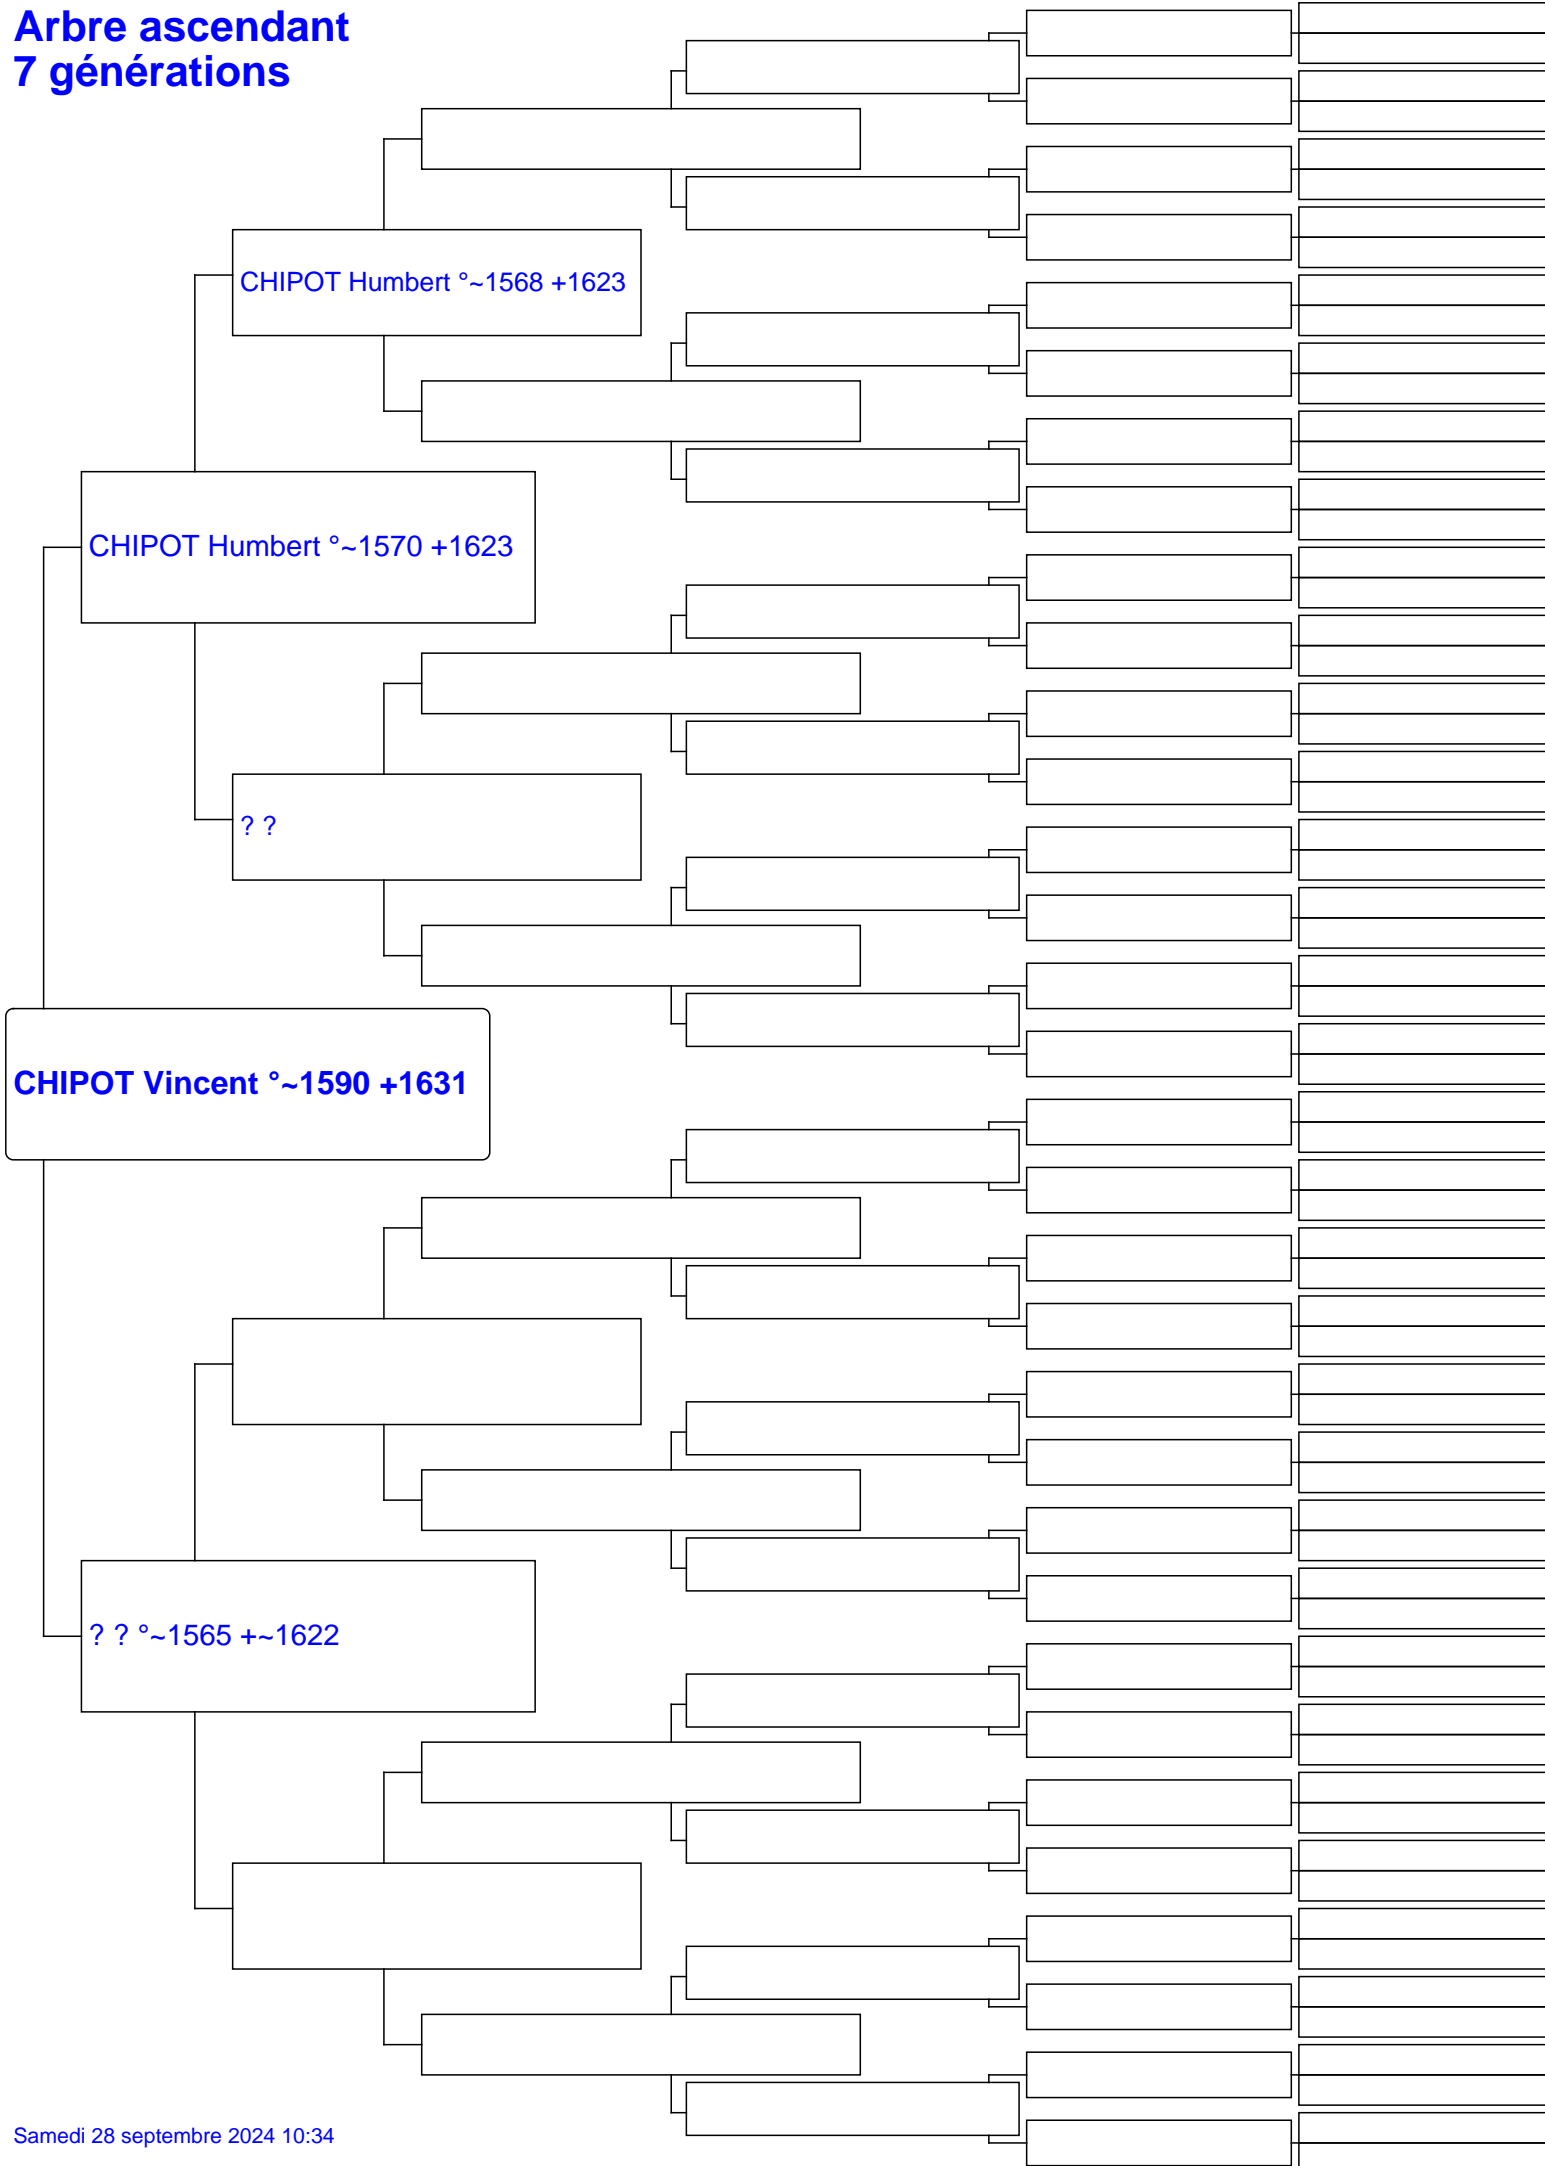 Arbre ascendant
7 générations
CHIPOT Humbert °~1568 +1623
CHIPOT Humbert °~1570 +1623
? ?
CHIPOT Vincent °~1590 +1631
? ? °~1565 +~1622
Samedi 28 septembre 2024 10:34